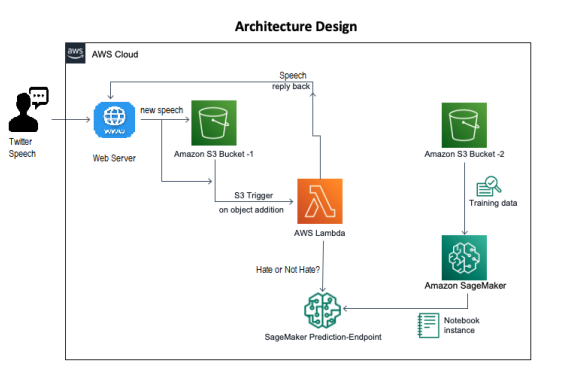 Architecture Design
aws
AWS Cloud
Speech
reply back
new speech
WWW
Twitter
Speech
Web Server
Amazon S3 Bucket -1
Amazon S3 Bucket -2
S3 Trigger
on object addition
Training data
AWS Lambda
Hate or Not Hate?
Amazon SageMaker
SageMaker Prediction-Endpoint
Notebook
instance